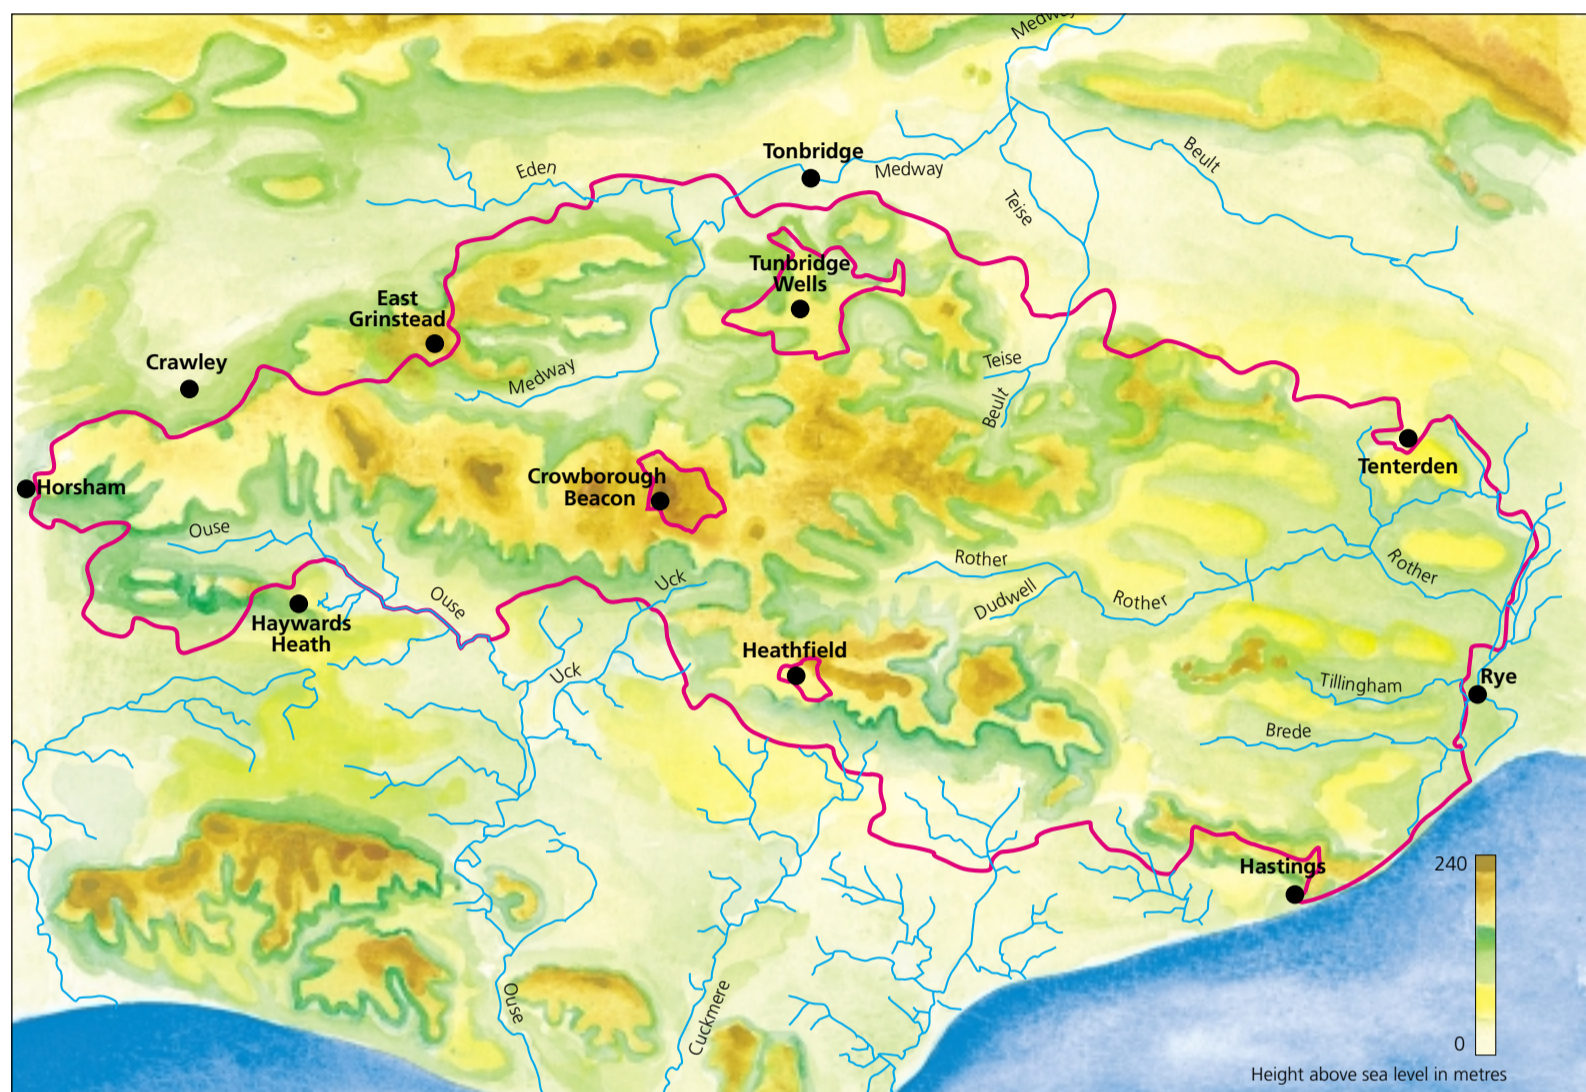 Medway
Tonbridge
Eden
Medway
Beult
Teise
Tunbridge
Wells
East
Grinstead
Crawley
Medway
Teise
Beult
Tenterden
Crowborough
Beacon
Horsham
Ouse
Rother
Rother
Uck
Dudwell
Rother
Ouse
Haywards
Heath
Heathfield
Uck
Tillingham
Rye
Brede
Hastings
240
Ouse
Cuckmere
0
Height above sea level in metres